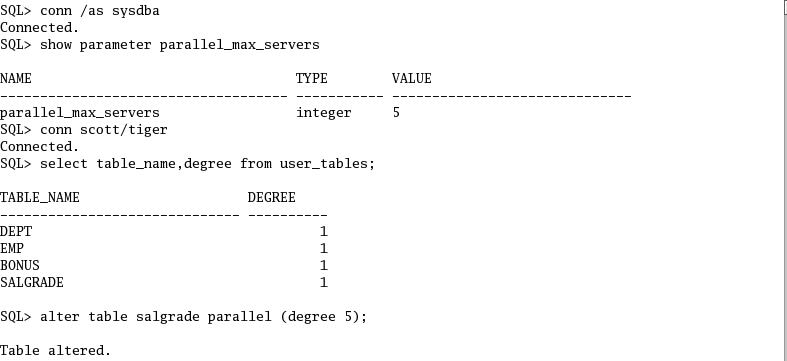 SQL> conn /as sysdba
Connected.
SQL> show parameter parallel_max_servers
NAME                                 TYPE        VALUE
------------------------------------ ----------- ------------------------------
parallel_max_servers                 integer     5
SQL> conn scott/tiger
Connected.
SQL> select table_name,degree from user_tables;
TABLE_NAME                     DEGREE
------------------------------ ----------
DEPT                                    1
EMP                                     1
BONUS                                   1
SALGRADE                                1
SQL> alter table salgrade parallel (degree 5);
Table altered.